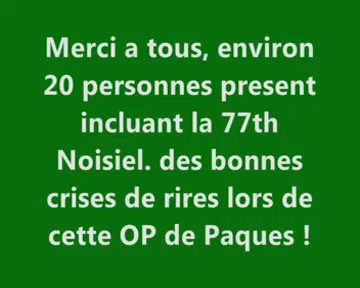 Merci a tous, environ
20 personnes present
incluant la 77th
Noisiel. des bonnes
crises de rires lors de
cette OP de Paques !